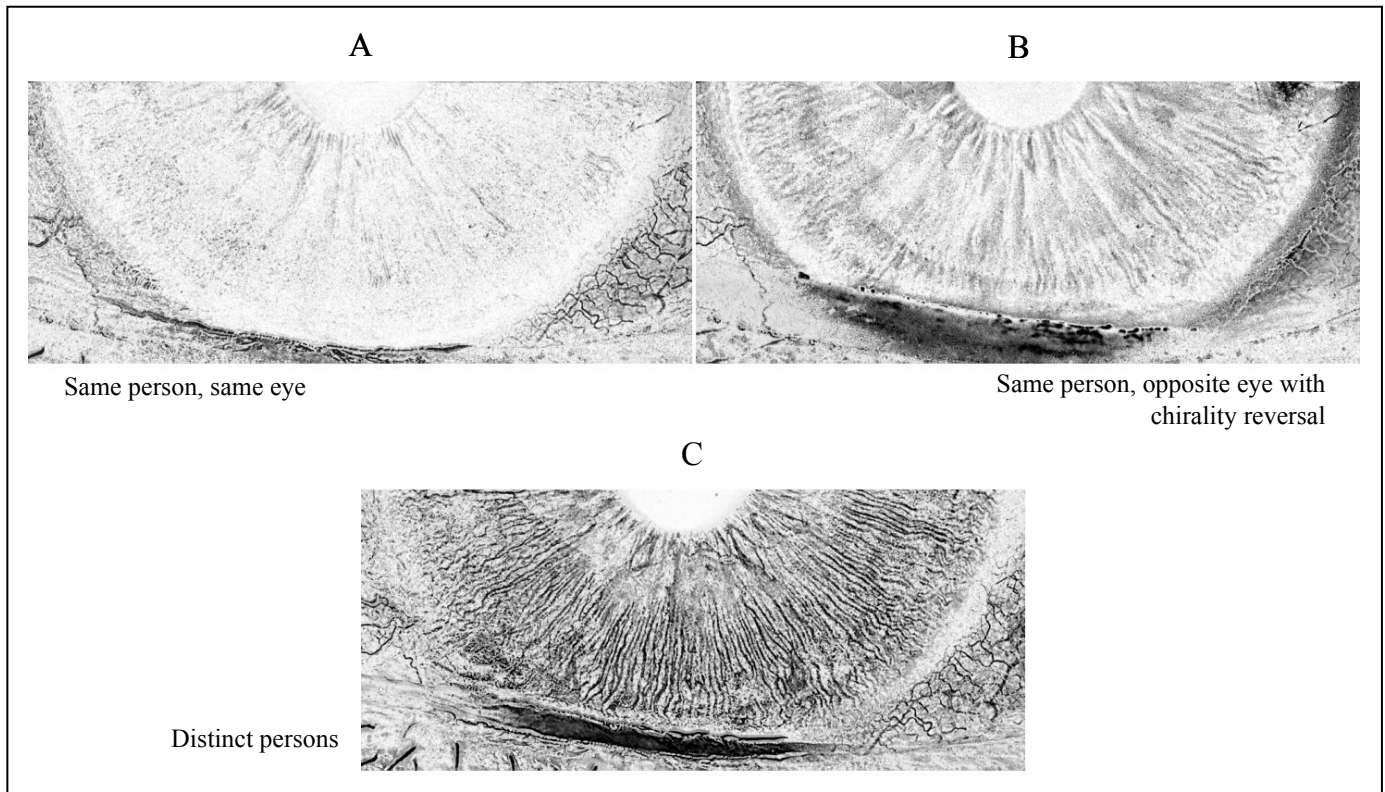 A
B
Same person, same eye
Same person, opposite eye with
chirality reversal
C
Distinct persons